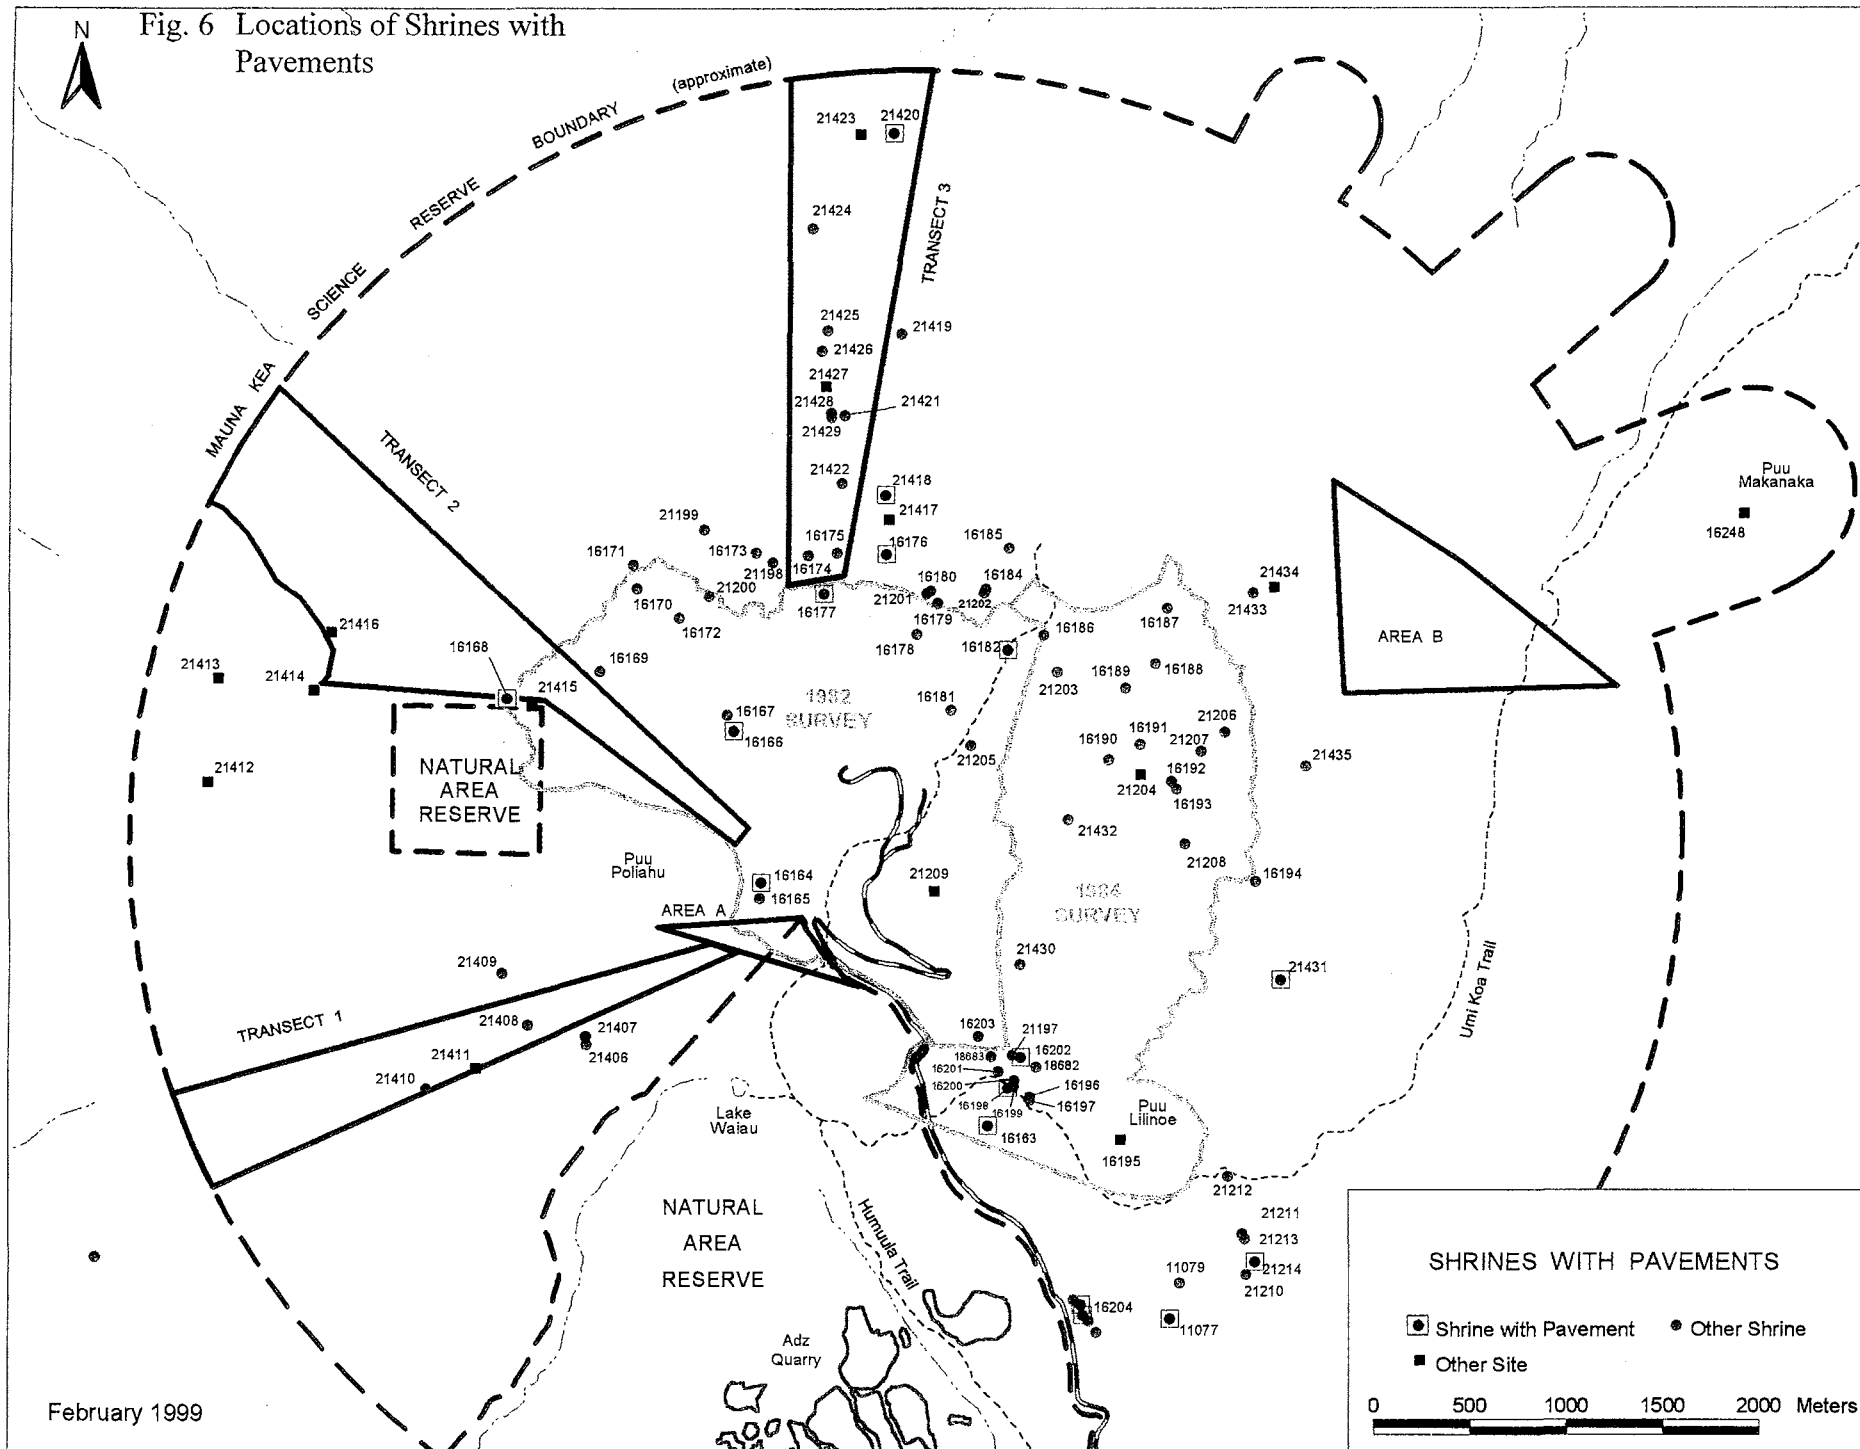 Fig. 6 Locations of Shrines with
Pavements
N
(approximate)
BOUNDARY
RESERVE
SCIENCE
KEA
MAUNA
21423
21420
21424
TRANSECT 3
21425
21419
21426
21427
21428
21421
21429
TRANSECT 2
21422
21418
21417
21199
16175
16176
16185
16171
16173
21198
16174
16180
16184
21434
21200
16170
21201
21202
21433
16177
16179
16172
16186
16187
16178
21416
16182
16168
16169
16188
21413
21414
21415
16189
21203
1982
SURVEY
16181
16167
16166
21206
16191
16190
21207
21205
21435
21412
16192
21204
16193
NATURAL
AREA
RESERVE
21432
Puu
Makanaka
16248
AREA B
Puu
Poliahu
21208
16164
16165
21209
16194
1984
SURVEY
AREA A
21409
21430
21431
TRANSECT 1
21408
21407
21406
21411
21410
16203
21197
18683
16202
18682
16201
16200
16196
16198
16199
16197
Umi Koa Trail
Lake
Waiau
Puu
Lilinoe
16163
16195
21212
NATURAL
AREA
RESERVE
Humuula Trail
21211
21213
21214
21210
11079
16204
11077
Adz
Quarry
SHRINES WITH PAVEMENTS
Shrine with Pavement
Other Shrine
Other Site
0 500 1000 1500 2000 Meters
February 1999